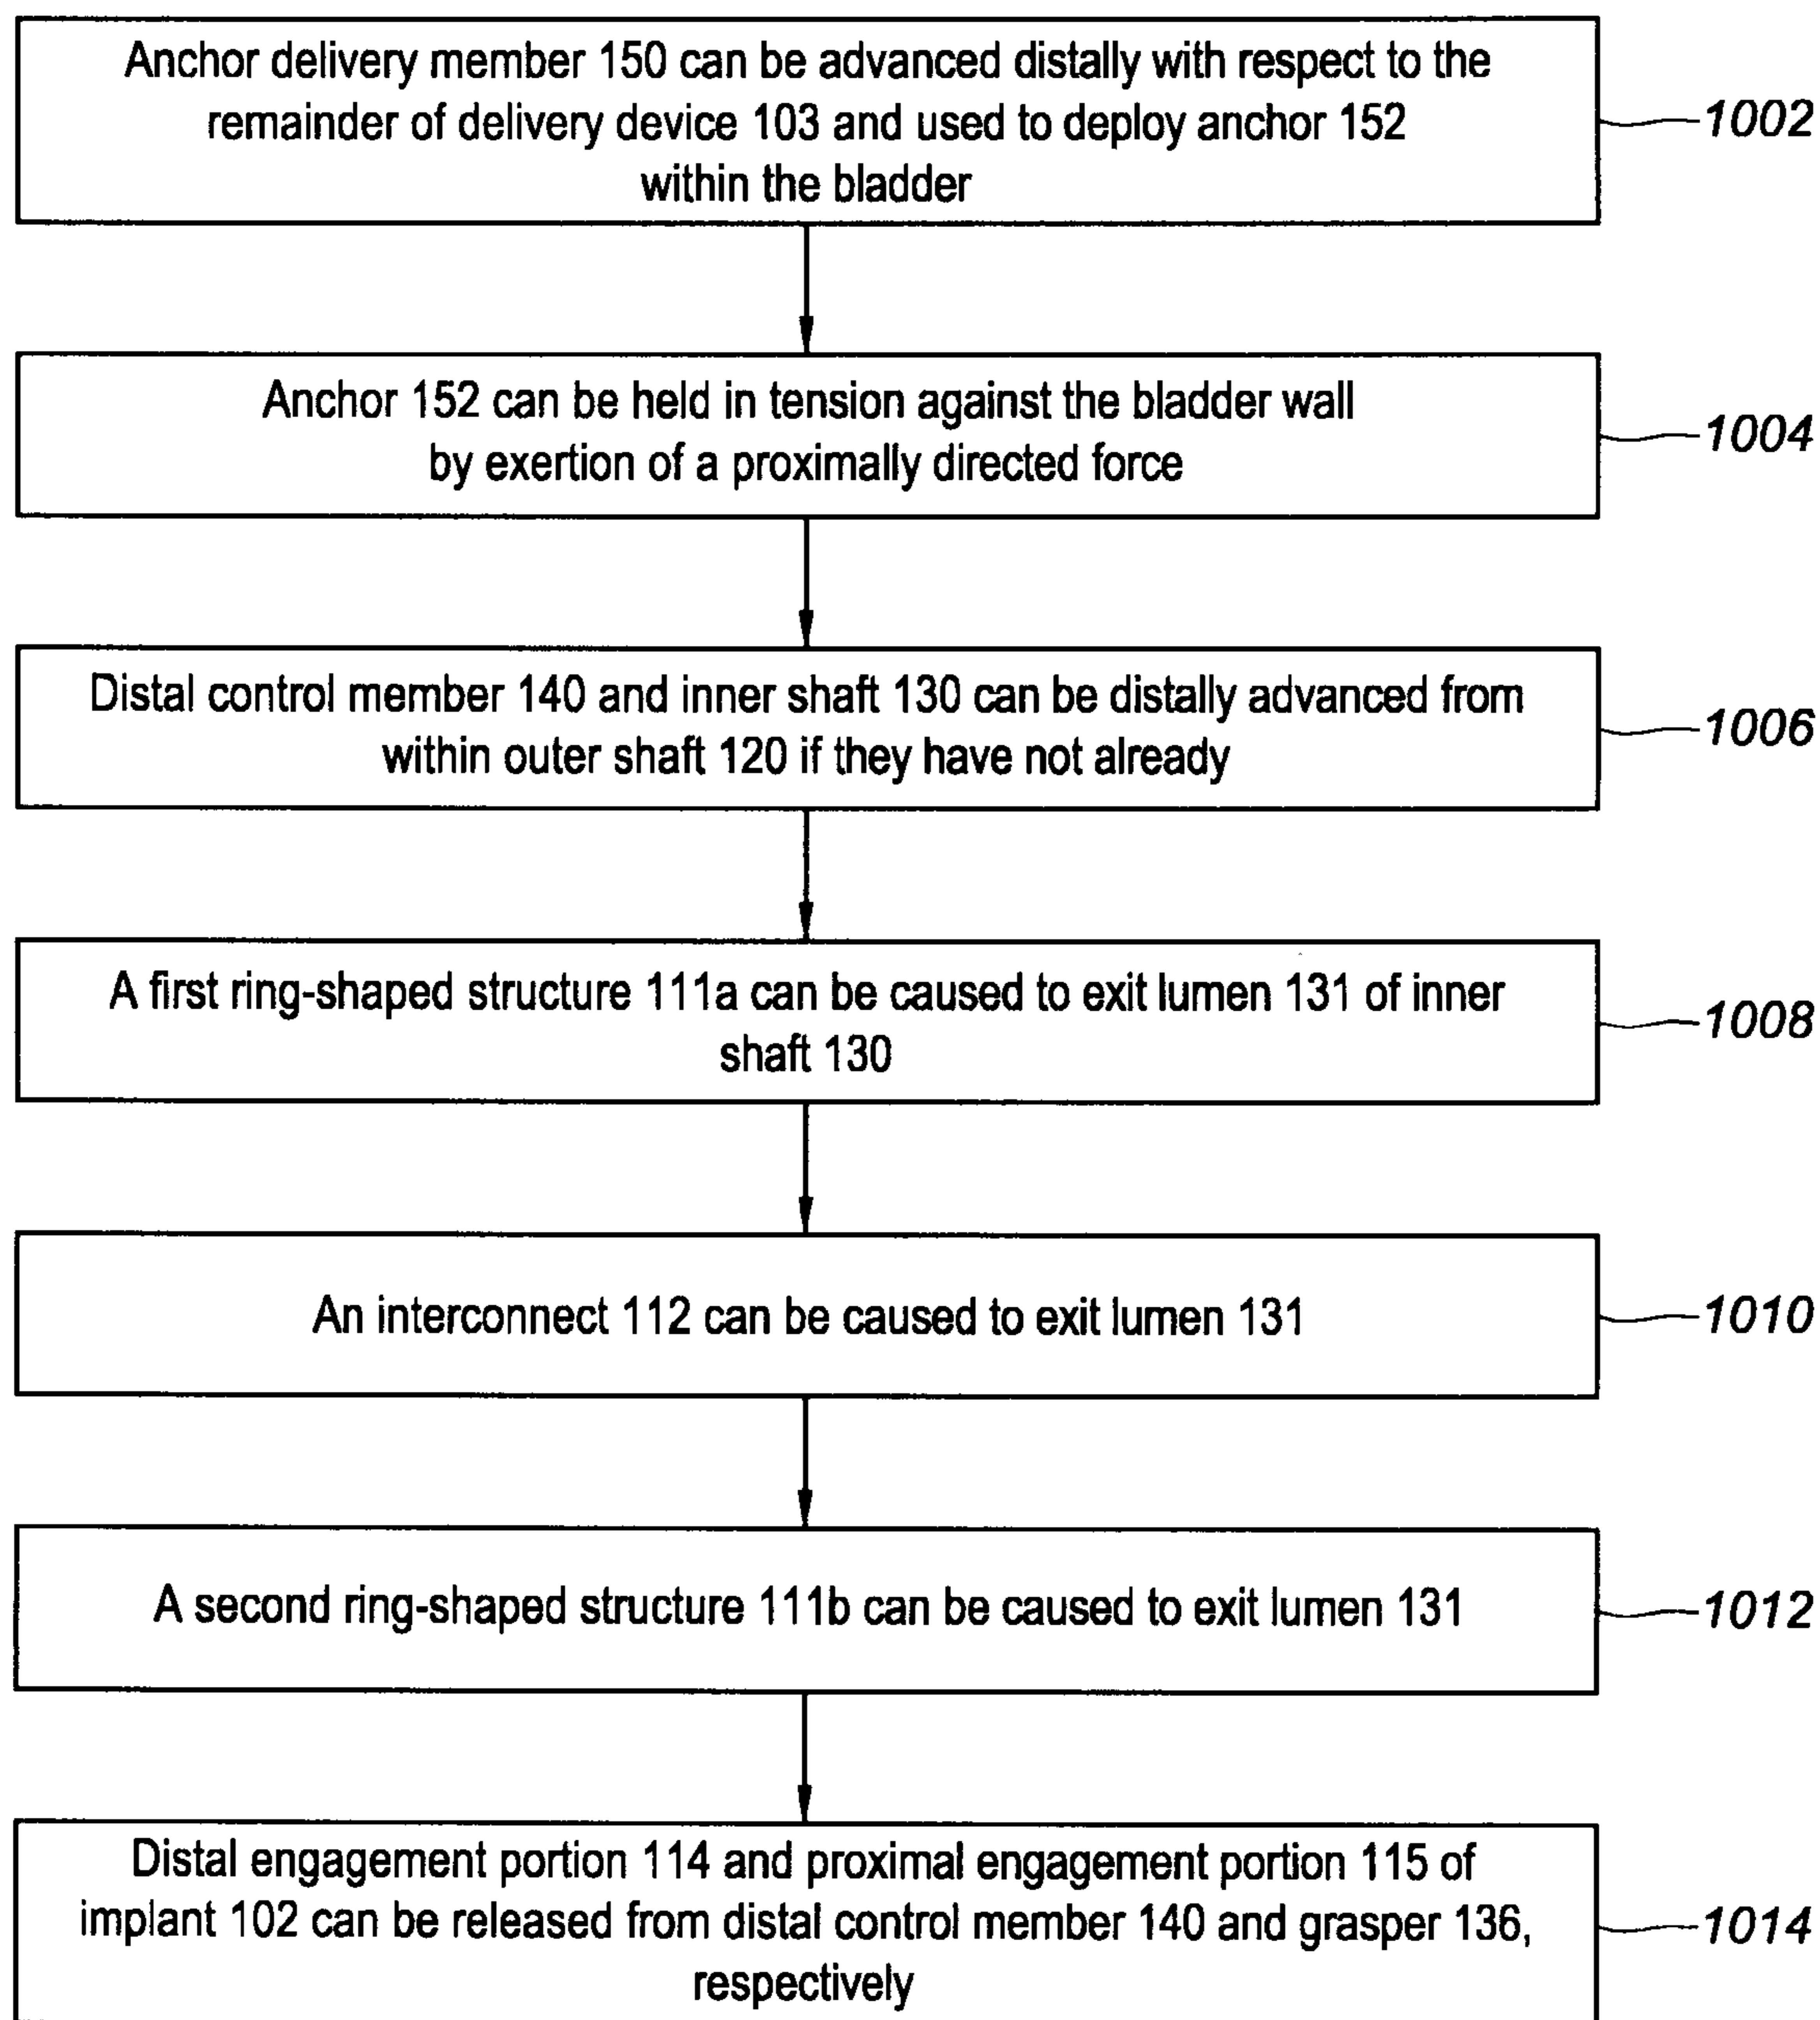 Anchor delivery member 150 can be advanced distally with respect to the
remainder of delivery device 103 and used to deploy anchor 152
within the bladder
1002
Anchor 152 can be held in tension against the bladder wall
by exertion of a proximally directed force
1004
Distal control member 140 and inner shaft 130 can be distally advanced from
within outer shaft 120 if they have not already
1006
A first ring-shaped structure 111a can be caused to exit lumen 131 of inner
shaft 130
1008
An interconnect 112 can be caused to exit lumen 131
1010
A second ring-shaped structure 111b can be caused to exit lumen 131
1012
Distal engagement portion 114 and proximal engagement portion 115 of
implant 102 can be released from distal control member 140 and grasper 136,
respectively
1014